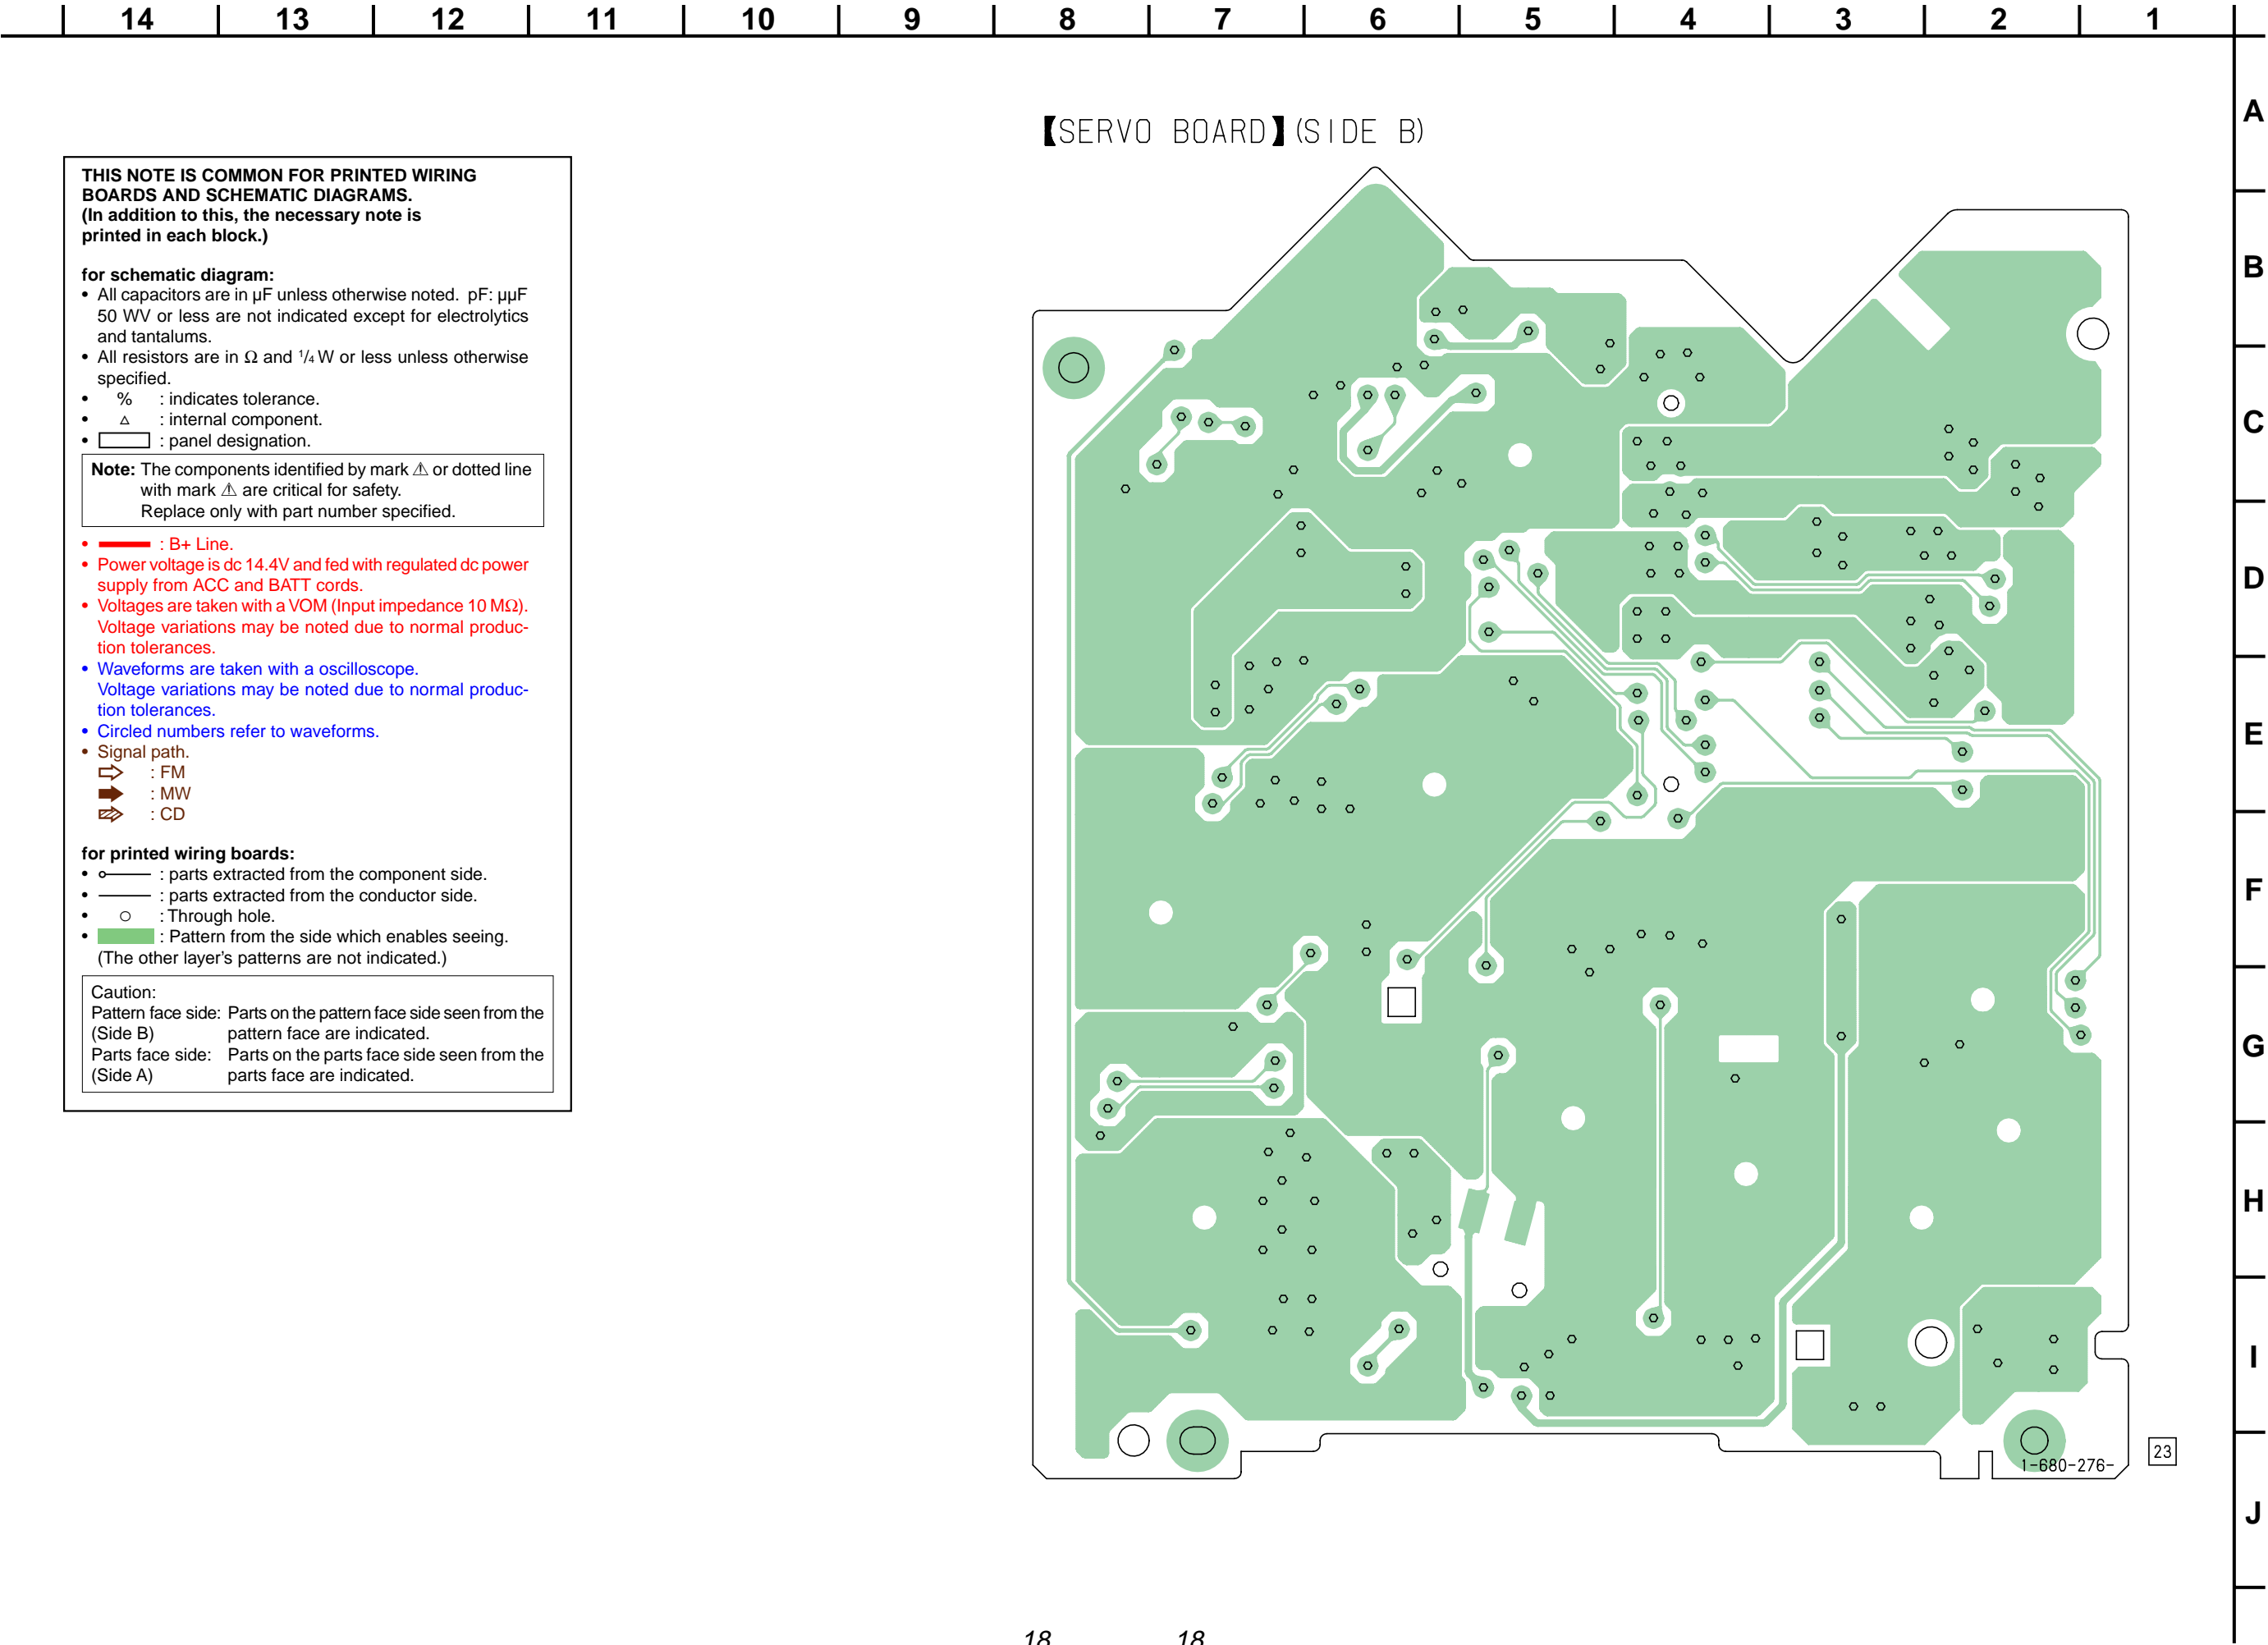 14 13 12 11 10 9 8 7 6 5 4 3 2 1
A
【SERVO BOARD】(SIDE B)
THIS NOTE IS COMMON FOR PRINTED WIRING
BOARDS AND SCHEMATIC DIAGRAMS.
(In addition to this, the necessary note is
printed in each block.)
for schematic diagram:
• All capacitors are in µF unless otherwise noted. pF: µµF
50 WV or less are not indicated except for electrolytics
and tantalums.
• All resistors are in Ω and 1/4 W or less unless otherwise
specified.
• % : indicates tolerance.
• △ : internal component.
• : panel designation.
Note: The components identified by mark ⚠ or dotted line
with mark ⚠ are critical for safety.
Replace only with part number specified.
• : B+ Line.
• Power voltage is dc 14.4V and fed with regulated dc power
supply from ACC and BATT cords.
• Voltages are taken with a VOM (Input impedance 10 MΩ).
Voltage variations may be noted due to normal produc-
tion tolerances.
• Waveforms are taken with a oscilloscope.
Voltage variations may be noted due to normal produc-
tion tolerances.
• Circled numbers refer to waveforms.
• Signal path.
: FM
: MW
: CD
for printed wiring boards:
• : parts extracted from the component side.
• : parts extracted from the conductor side.
• ○ : Through hole.
• : Pattern from the side which enables seeing.
(The other layer's patterns are not indicated.)
Caution:
Pattern face side: Parts on the pattern face side seen from the
(Side B) pattern face are indicated.
Parts face side: Parts on the parts face side seen from the
(Side A) parts face are indicated.
B
C
D
E
F
G
H
I
J
1-680-276-
23
18 18